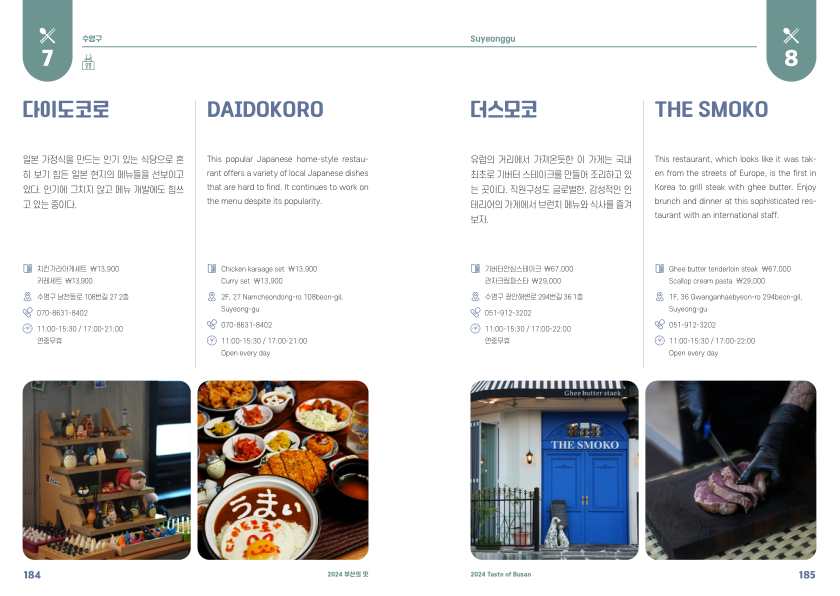 7
수영구
다이도코로
일본 가정식을 만드는 인기 있는 식당으로 흔
히 보기 힘든 일본 현지의 메뉴들을 선보이고
있다. 인기에 그치지 않고 메뉴 개발에도 힘쓰
고 있는 중이다.
치킨가라아게세트 ₩13,900
카레세트 ₩13,900
수영구 남천동로 108번길 27 2층
070-8631-8402
11:00-15:30 / 17:00-21:00
연중무휴
DAIDOKORO
This popular Japanese home-style restau-
rant offers a variety of local Japanese dishes
that are hard to find. It continues to work on
the menu despite its popularity.
Chicken karaage set ₩13,900
Curry set ₩13,900
2F, 27 Namcheondong-ro 108beon-gil,
Suyeong-gu
070-8631-8402
11:00-15:30 / 17:00-21:00
Open every day
うまい
다이도코로
184
2024 부산의 맛
Suyeonggu
8
더스모코
유럽의 거리에서 가져온듯한 이 가게는 국내
최초로 기버터 스테이크를 만들어 조리하고 있
는 곳이다. 직원구성도 글로벌한, 감성적인 인
테리어의 가게에서 브런치 메뉴와 식사를 즐겨
보자.
기버터안심스테이크 ₩67,000
관자크림파스타 ₩29,000
수영구 광안해변로 294번길 36 1층
051-912-3202
11:00-15:30 / 17:00-22:00
연중무휴
THE SMOKO
This restaurant, which looks like it was tak-
en from the streets of Europe, is the first in
Korea to grill steak with ghee butter. Enjoy
brunch and dinner at this sophisticated res-
taurant with an international staff.
Ghee butter tenderloin steak ₩67,000
Scallop cream pasta ₩29,000
1F, 36 Gwanganhaebyeon-ro 294beon-gil,
Suyeong-gu
051-912-3202
11:00-15:30 / 17:00-22:00
Open every day
Ghee butter steak
THE SMOKO
2024 Taste of Busan
185